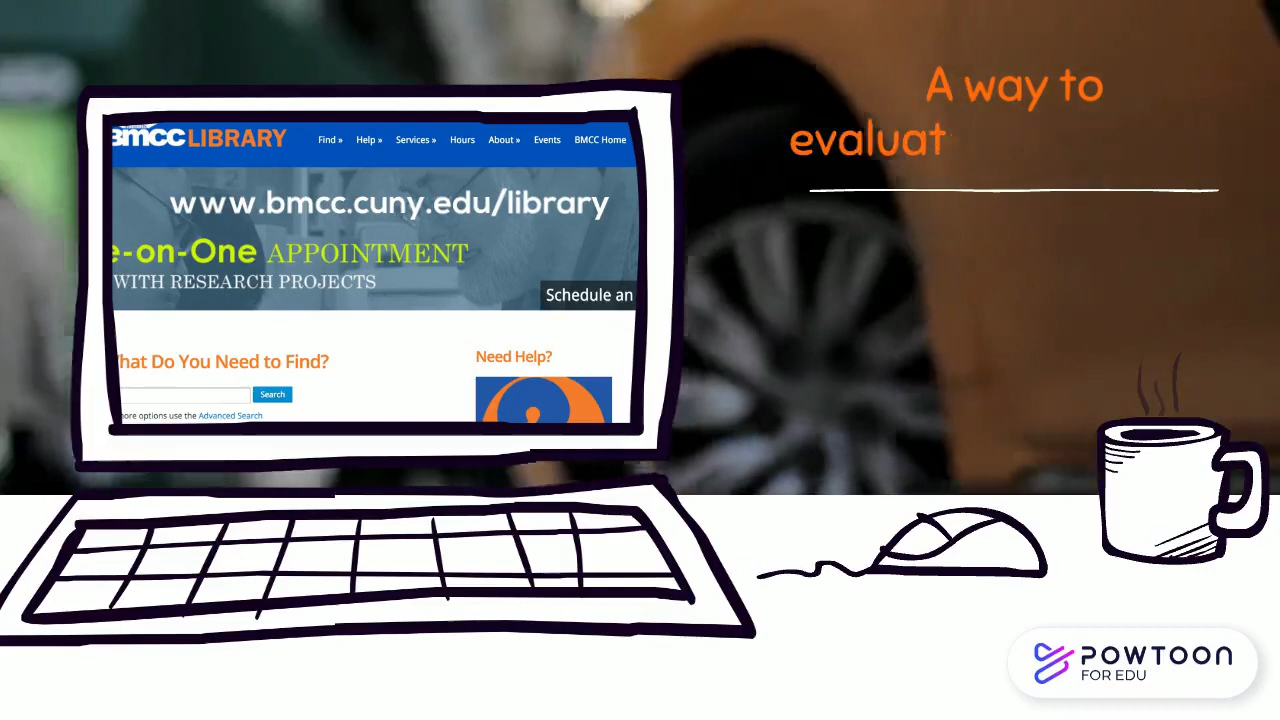 A way to
evaluat
BMCC LIBRARY
Find » Help » Services » Hours About » Events BMCC Home
www.bmcc.cuny.edu/library
e-on-One APPOINTMENT
WITH RESEARCH PROJECTS
Schedule an
hat Do You Need to Find?
Need Help?
Search
more options use the Advanced Search
POWTOON
FOR EDU